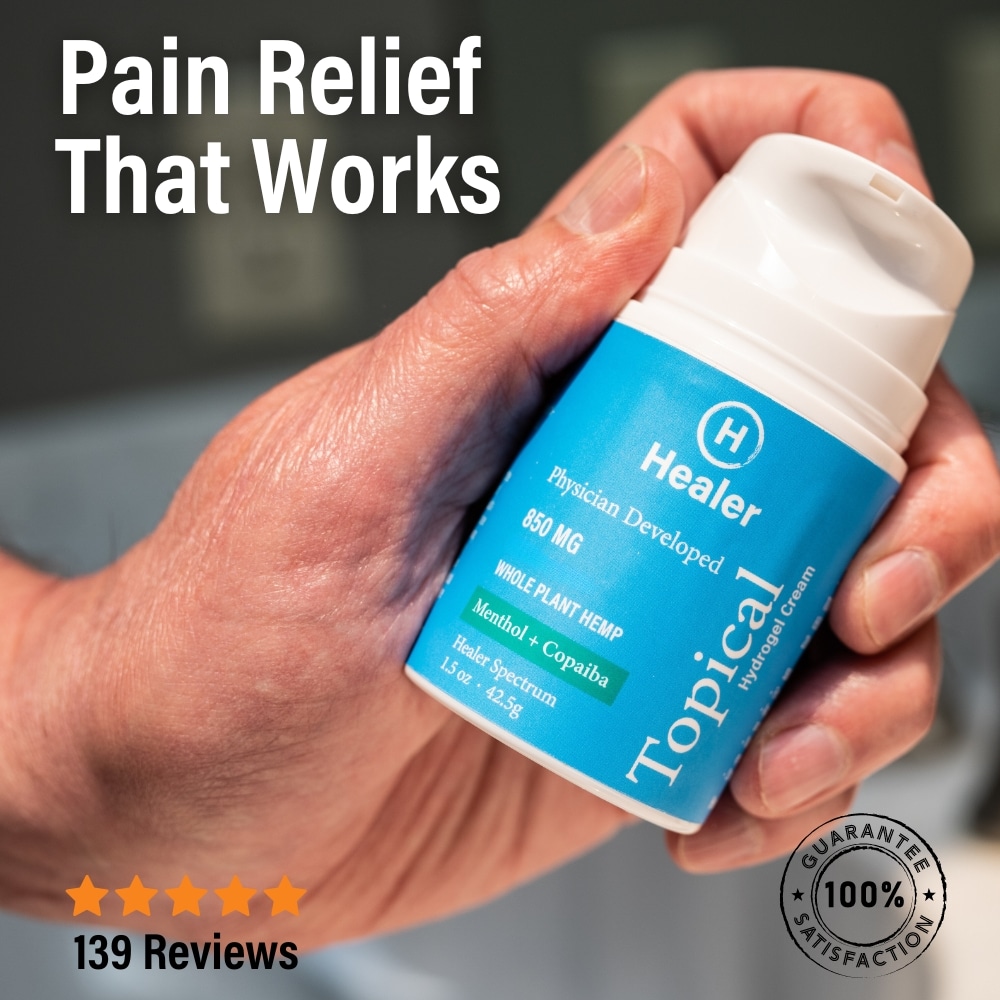 Pain Relief
That Works
H
Healer
Physician Developed
850 MG
WHOLE PLANT HEMP
Menthol + Copaiba
Healer Spectrum
1.5 oz · 42.5g
Topical
Hydrogel Cream
139 Reviews
GUARANTEE
100%
SATISFACTION